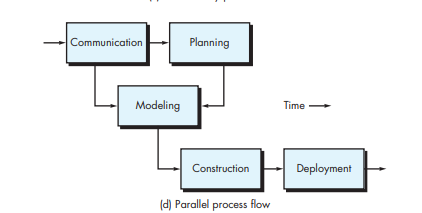 Communication
Planning
Modeling
Time
Construction
Deployment
(d) Parallel process flow